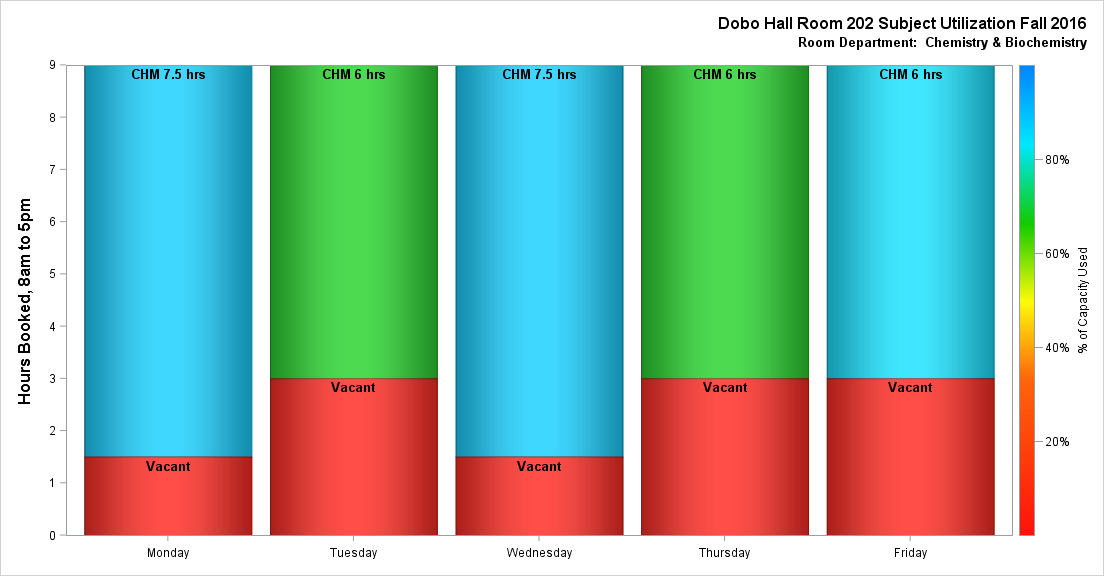 Dobo Hall Room 202 Subject Utilization Fall 2016
Room Department:  Chemistry & Biochemistry
Hours Booked, 8am to 5pm
9
8
7
6
5
4
3
2
1
0
CHM 7.5 hrs
CHM 6 hrs
CHM 7.5 hrs
CHM 6 hrs
CHM 6 hrs
Vacant
Vacant
Vacant
Vacant
Vacant
Monday
Tuesday
Wednesday
Thursday
Friday
80%
60%
40%
20%
% of Capacity Used